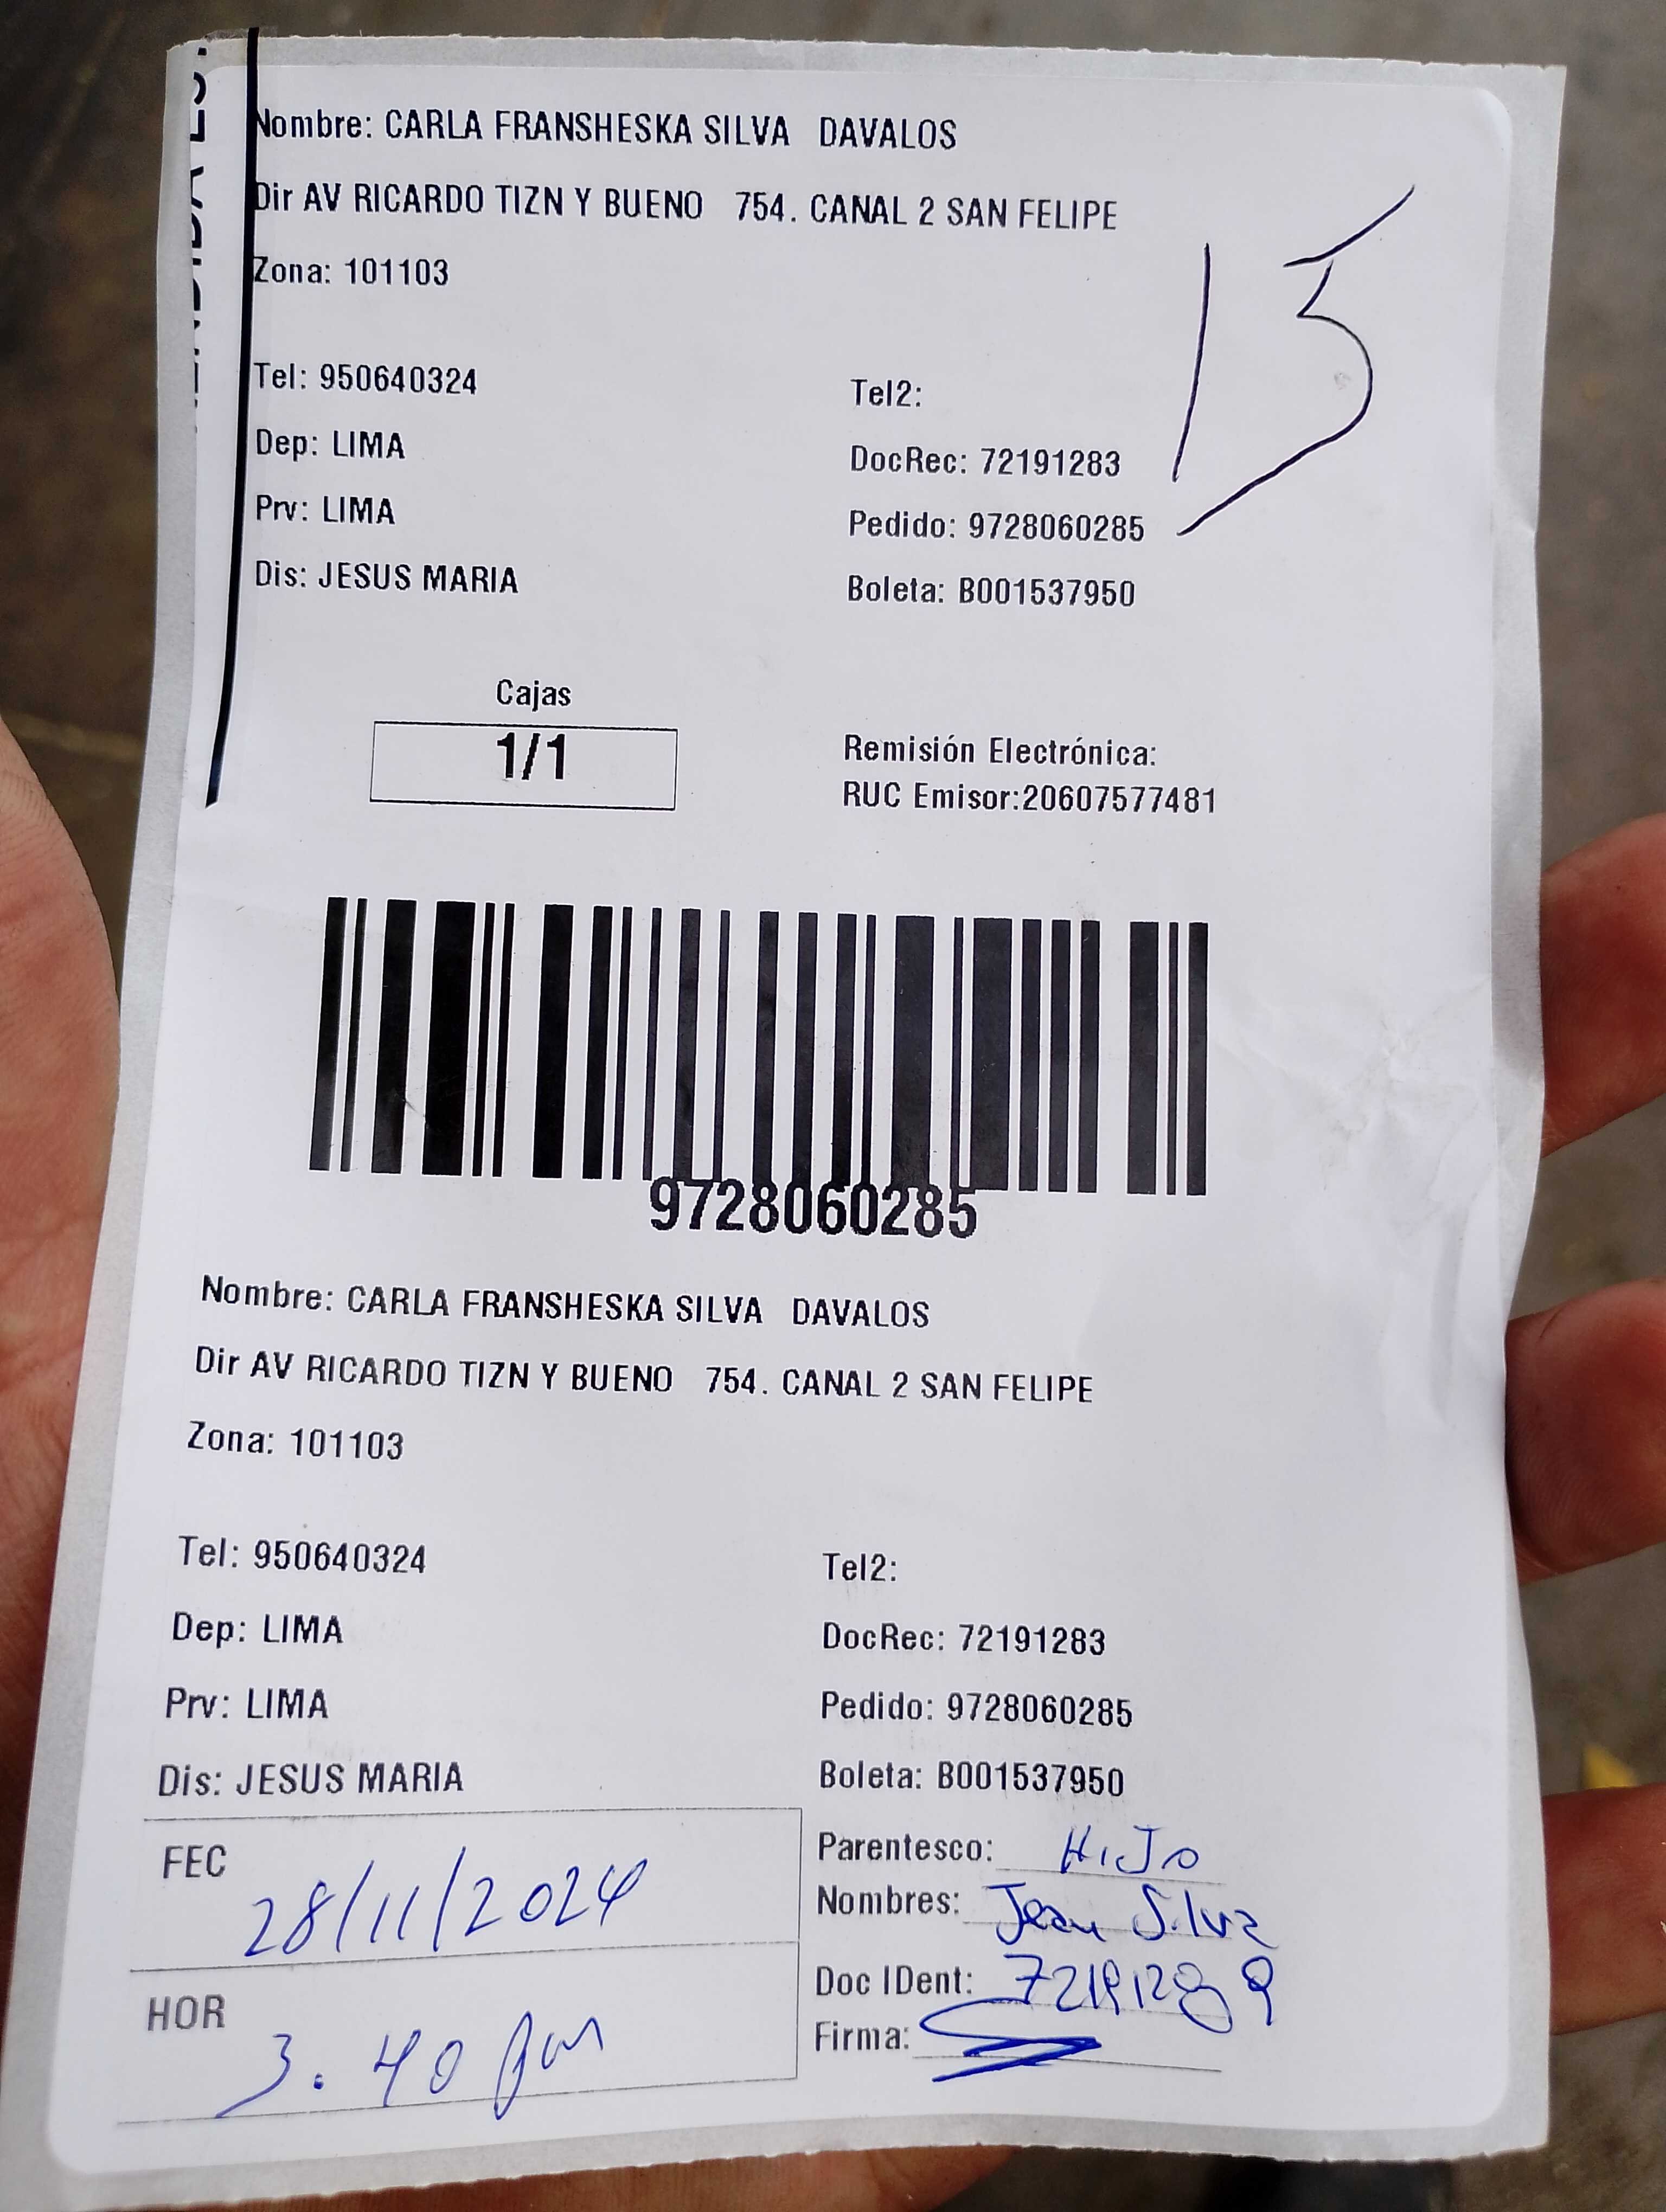 Nombre: CARLA FRANSHESKA SILVA DAVALOS
Dir AV RICARDO TIZN Y BUENO 754. CANAL 2 SAN FELIPE
Zona: 101103
15
Tel: 950640324 Tel2:
Dep: LIMA DocRec: 72191283
Prv: LIMA Pedido: 9728060285
Dis: JESUS MARIA Boleta: B001537950
Cajas
1/1
Remisión Electrónica:
RUC Emisor:20607577481
9728060285
Nombre: CARLA FRANSHESKA SILVA DAVALOS
Dir AV RICARDO TIZN Y BUENO 754. CANAL 2 SAN FELIPE
Zona: 101103
Tel: 950640324 Tel2:
Dep: LIMA DocRec: 72191283
Prv: LIMA Pedido: 9728060285
Dis: JESUS MARIA Boleta: B001537950
FEC 28/11/2024
HOR 3.40 pm
Parentesco: HiJo
Nombres: Jean Silva
Doc IDent: 72191289
Firma: